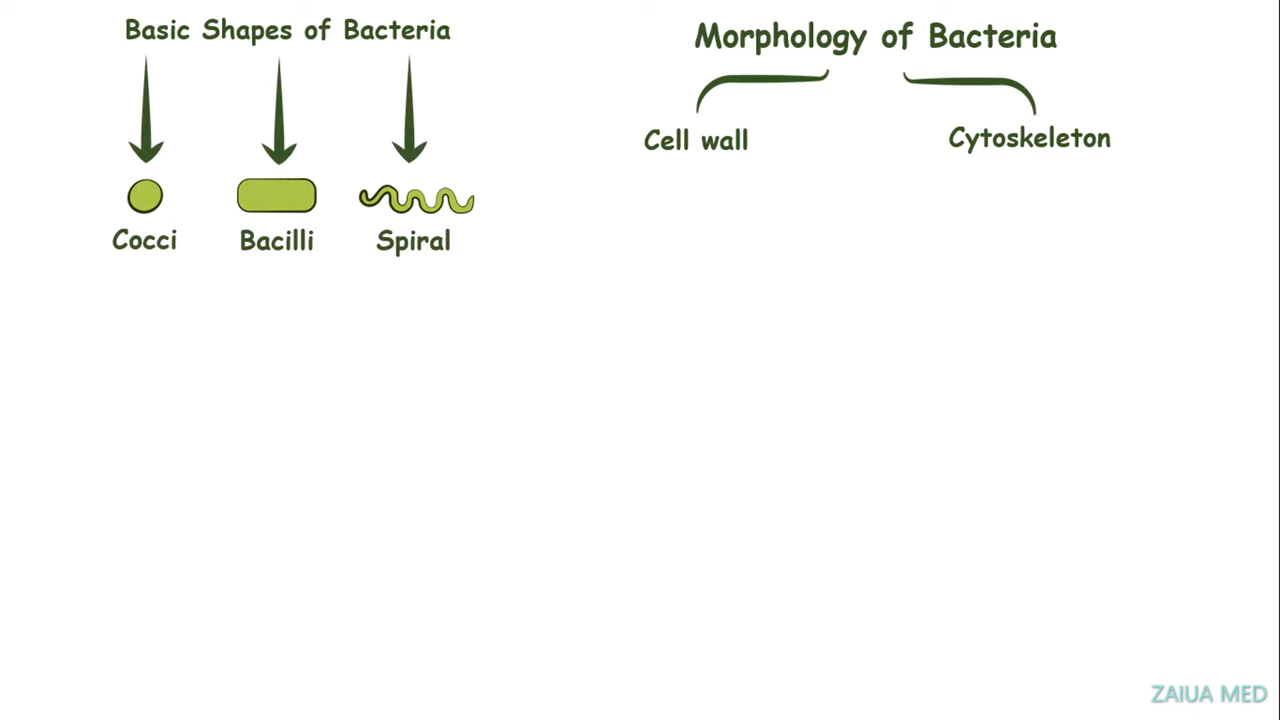 Basic Shapes of Bacteria
Cocci
Bacilli
Spiral
Morphology of Bacteria
Cell wall
Cytoskeleton
ZAIUA MED